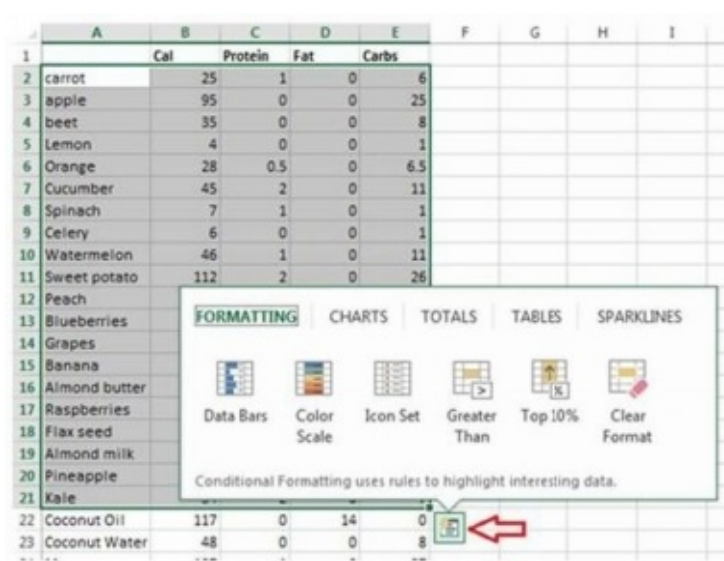 A B C D E F G H I
1 Cal Protein Fat Carbs
2 carrot 25 1 0 6
3 apple 95 0 0 25
4 beet 35 0 0 8
5 Lemon 4 0 0 1
6 Orange 28 0.5 0 6.5
7 Cucumber 45 2 0 11
8 Spinach 7 1 0 1
9 Celery 6 0 0 1
10 Watermelon 46 1 0 11
11 Sweet potato 112 2 0 26
12 Peach
13 Blueberries
14 Grapes
15 Banana
16 Almond butter
17 Raspberries
18 Flax seed
19 Almond milk
20 Pineapple
21 Kale
22 Coconut Oil 117 0 14 0
23 Coconut Water 48 0 0 8
FORMATTING CHARTS TOTALS TABLES SPARKLINES
Data Bars Color Icon Set Greater Top 10% Clear
Scale Than Format
Conditional Formatting uses rules to highlight interesting data.